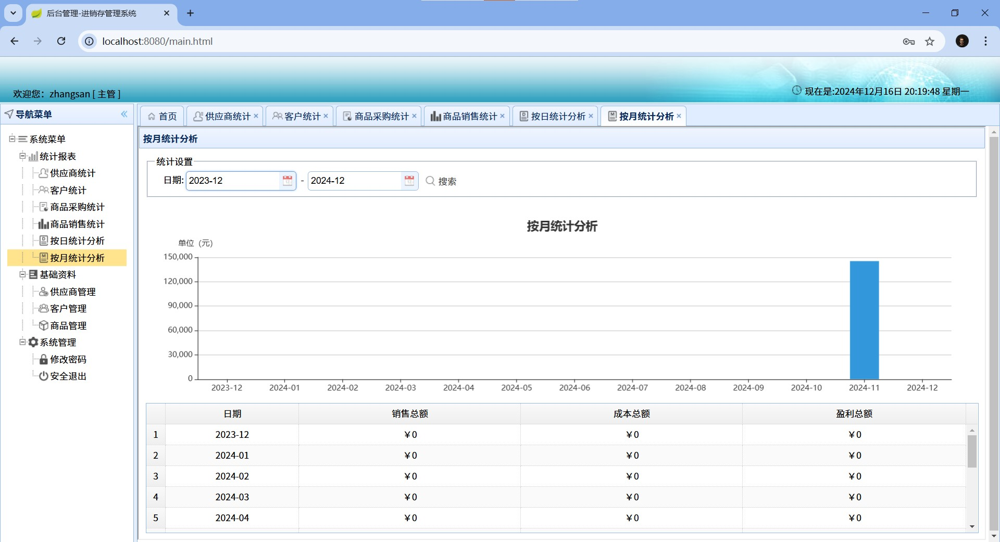 后台管理-进销存管理系统
localhost:8080/main.html
欢迎您：zhangsan [ 主管 ]
现在是:2024年12月16日 20:19:48 星期一
导航菜单
首页 供应商统计 客户统计 商品采购统计 商品销售统计 按日统计分析 按月统计分析
系统菜单
统计报表
供应商统计
客户统计
商品采购统计
商品销售统计
按日统计分析
按月统计分析
基础资料
供应商管理
客户管理
商品管理
系统管理
修改密码
安全退出
按月统计分析
统计设置
日期: 2023-12 - 2024-12 搜索
按月统计分析
单位（元）
150,000
120,000
90,000
60,000
30,000
0
2023-12 2024-01 2024-02 2024-03 2024-04 2024-05 2024-06 2024-07 2024-08 2024-09 2024-10 2024-11 2024-12
日期 销售总额 成本总额 盈利总额
1 2023-12 ￥0 ￥0 ￥0
2 2024-01 ￥0 ￥0 ￥0
3 2024-02 ￥0 ￥0 ￥0
4 2024-03 ￥0 ￥0 ￥0
5 2024-04 ￥0 ￥0 ￥0